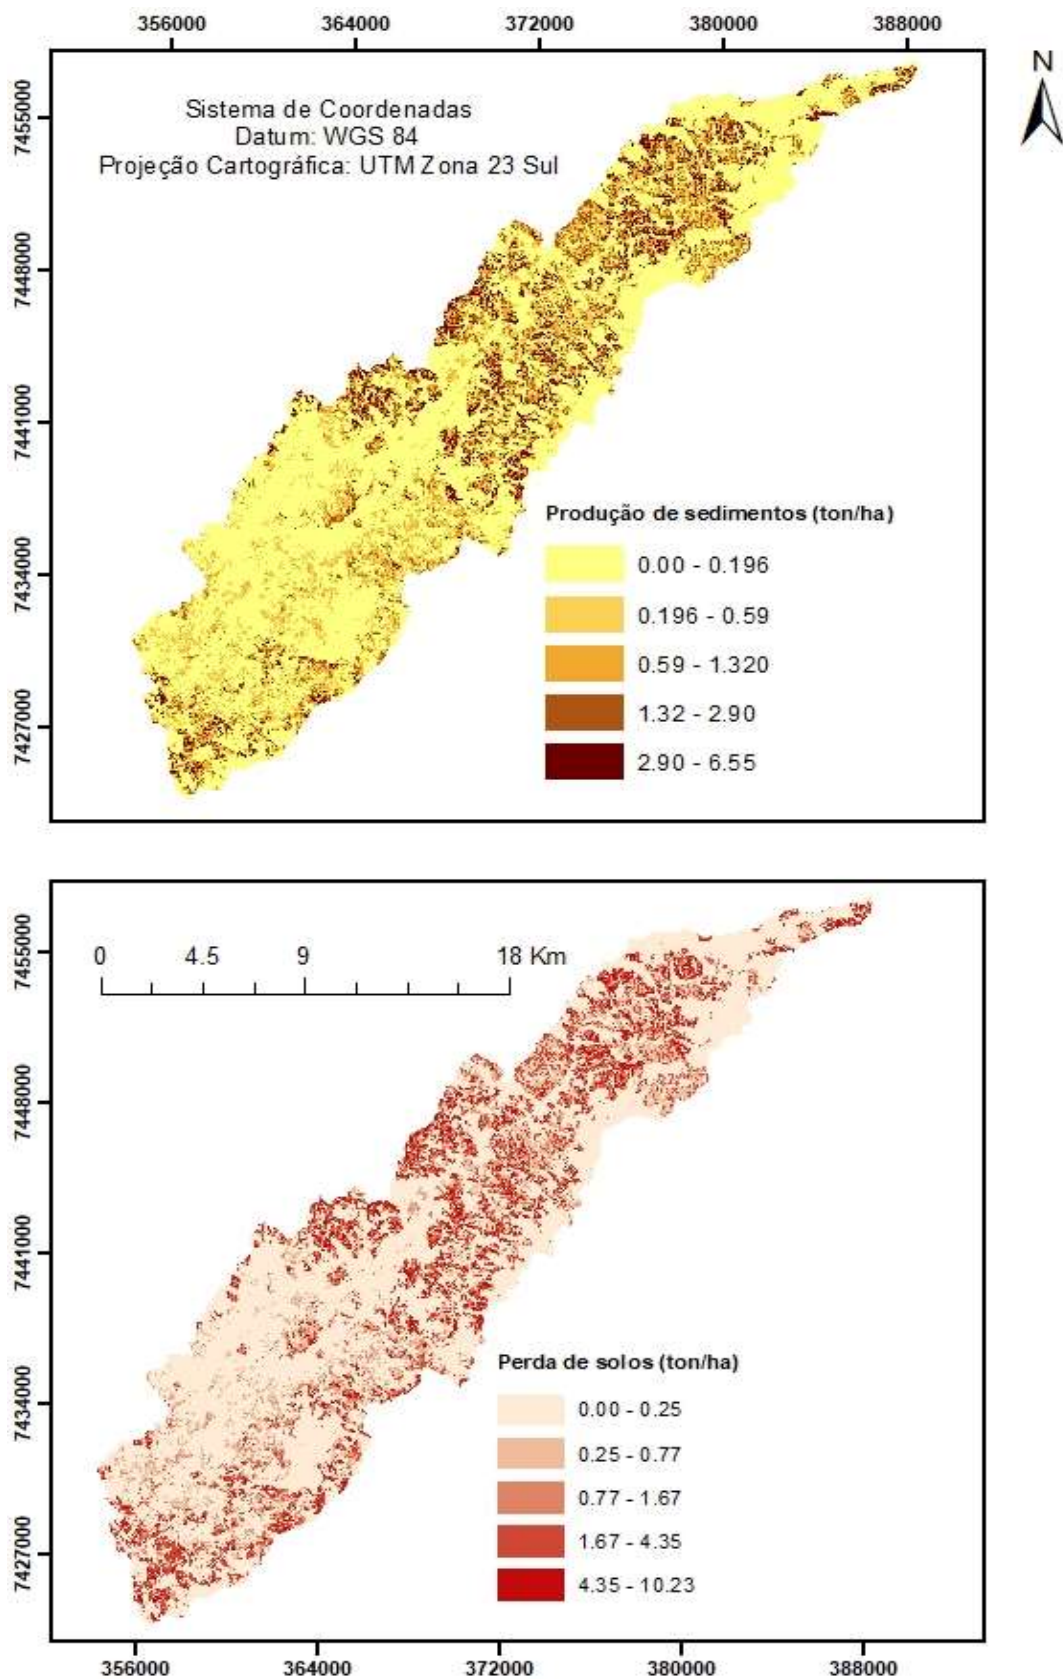 356000 364000 372000 380000 388000
N
7455000
7448000
7441000
7434000
7427000
Sistema de Coordenadas
Datum: WGS 84
Projeção Cartográfica: UTM Zona 23 Sul
Produção de sedimentos (ton/ha)
0.00 - 0.196
0.196 - 0.59
0.59 - 1.320
1.32 - 2.90
2.90 - 6.55
7455000
7448000
7441000
7434000
7427000
0 4.5 9 18 Km
Perda de solos (ton/ha)
0.00 - 0.25
0.25 - 0.77
0.77 - 1.67
1.67 - 4.35
4.35 - 10.23
356000 364000 372000 380000 388000